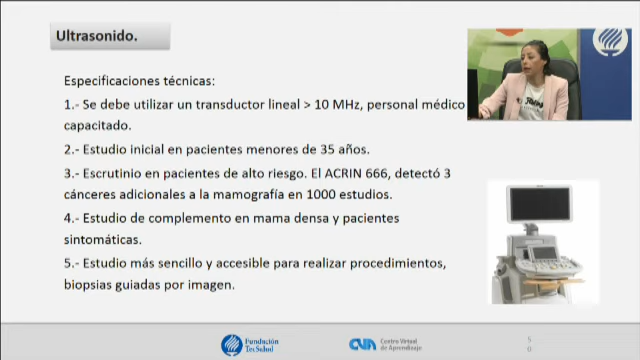 Ultrasonido.
Especificaciones técnicas:
1.- Se debe utilizar un transductor lineal > 10 MHz, personal médico
capacitado.
2.- Estudio inicial en pacientes menores de 35 años.
3.- Escrutinio en pacientes de alto riesgo. El ACRIN 666, detectó 3
cánceres adicionales a la mamografía en 1000 estudios.
4.- Estudio de complemento en mama densa y pacientes
sintomáticas.
5.- Estudio más sencillo y accesible para realizar procedimientos,
biopsias guiadas por imagen.
Fundación
TecSalud
CVA Centro Virtual
de Aprendizaje
5
0